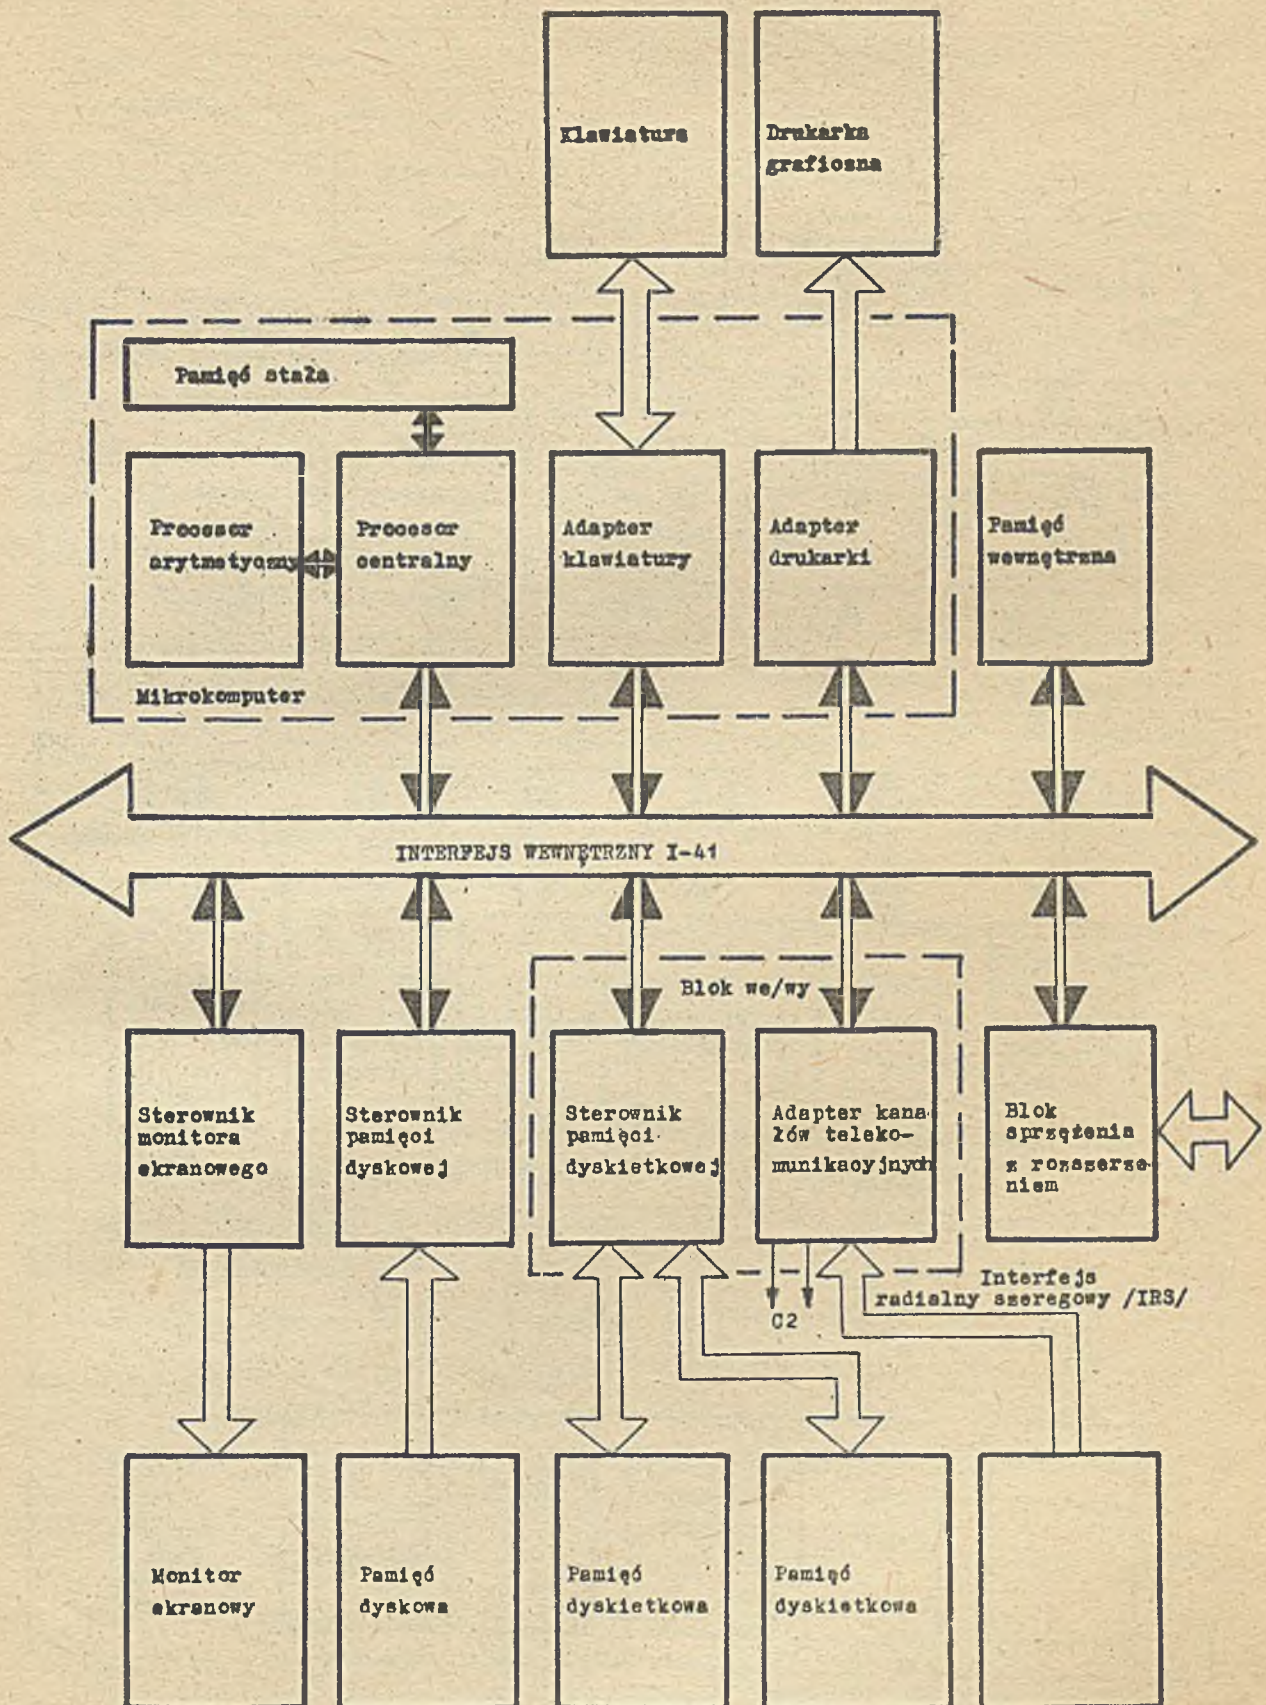 Klawiatura
Drukarka
graficzna
Pamięć stała
Procesor
arytmetyczny
Procesor
centralny
Adapter
klawiatury
Adapter
drukarki
Pamięć
wewnętrzna
Mikrokomputer
INTERFEJS WEWNĘTRZNY I-41
Blok we/wy
Sterownik
monitora
ekranowego
Sterownik
pamięci
dyskowej
Sterownik
pamięci
dyskietkowej
Adapter kana-
łów teleko-
munikacyjnych
Blok
sprzężenia
z rozszerze-
niem
C2
Interfejs
radialny szeregowy /IRS/
Monitor
ekranowy
Pamięć
dyskowa
Pamięć
dyskietkowa
Pamięć
dyskietkowa